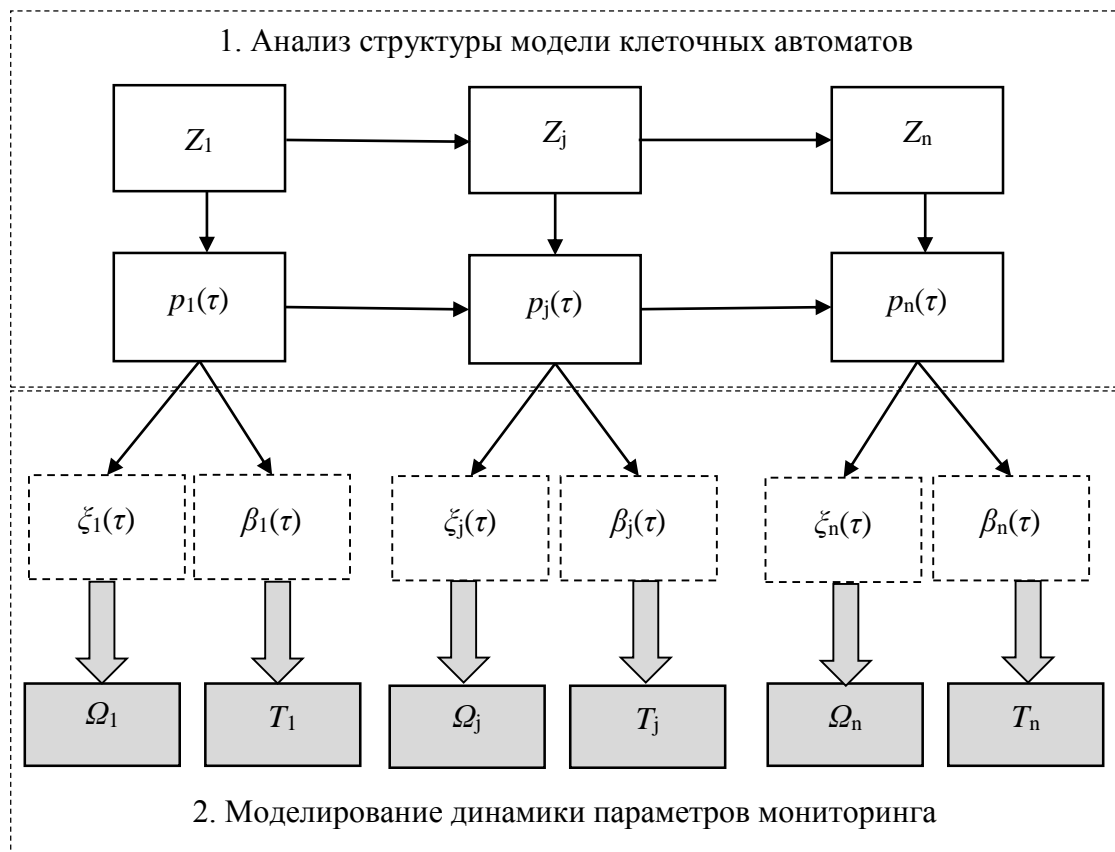 1. Анализ структуры модели клеточных автоматов
Z₁ Zⱼ Zₙ
p₁(τ) pⱼ(τ) pₙ(τ)
ξ₁(τ) β₁(τ) ξⱼ(τ) βⱼ(τ) ξₙ(τ) βₙ(τ)
Ω₁ T₁ Ωⱼ Tⱼ Ωₙ Tₙ
2. Моделирование динамики параметров мониторинга